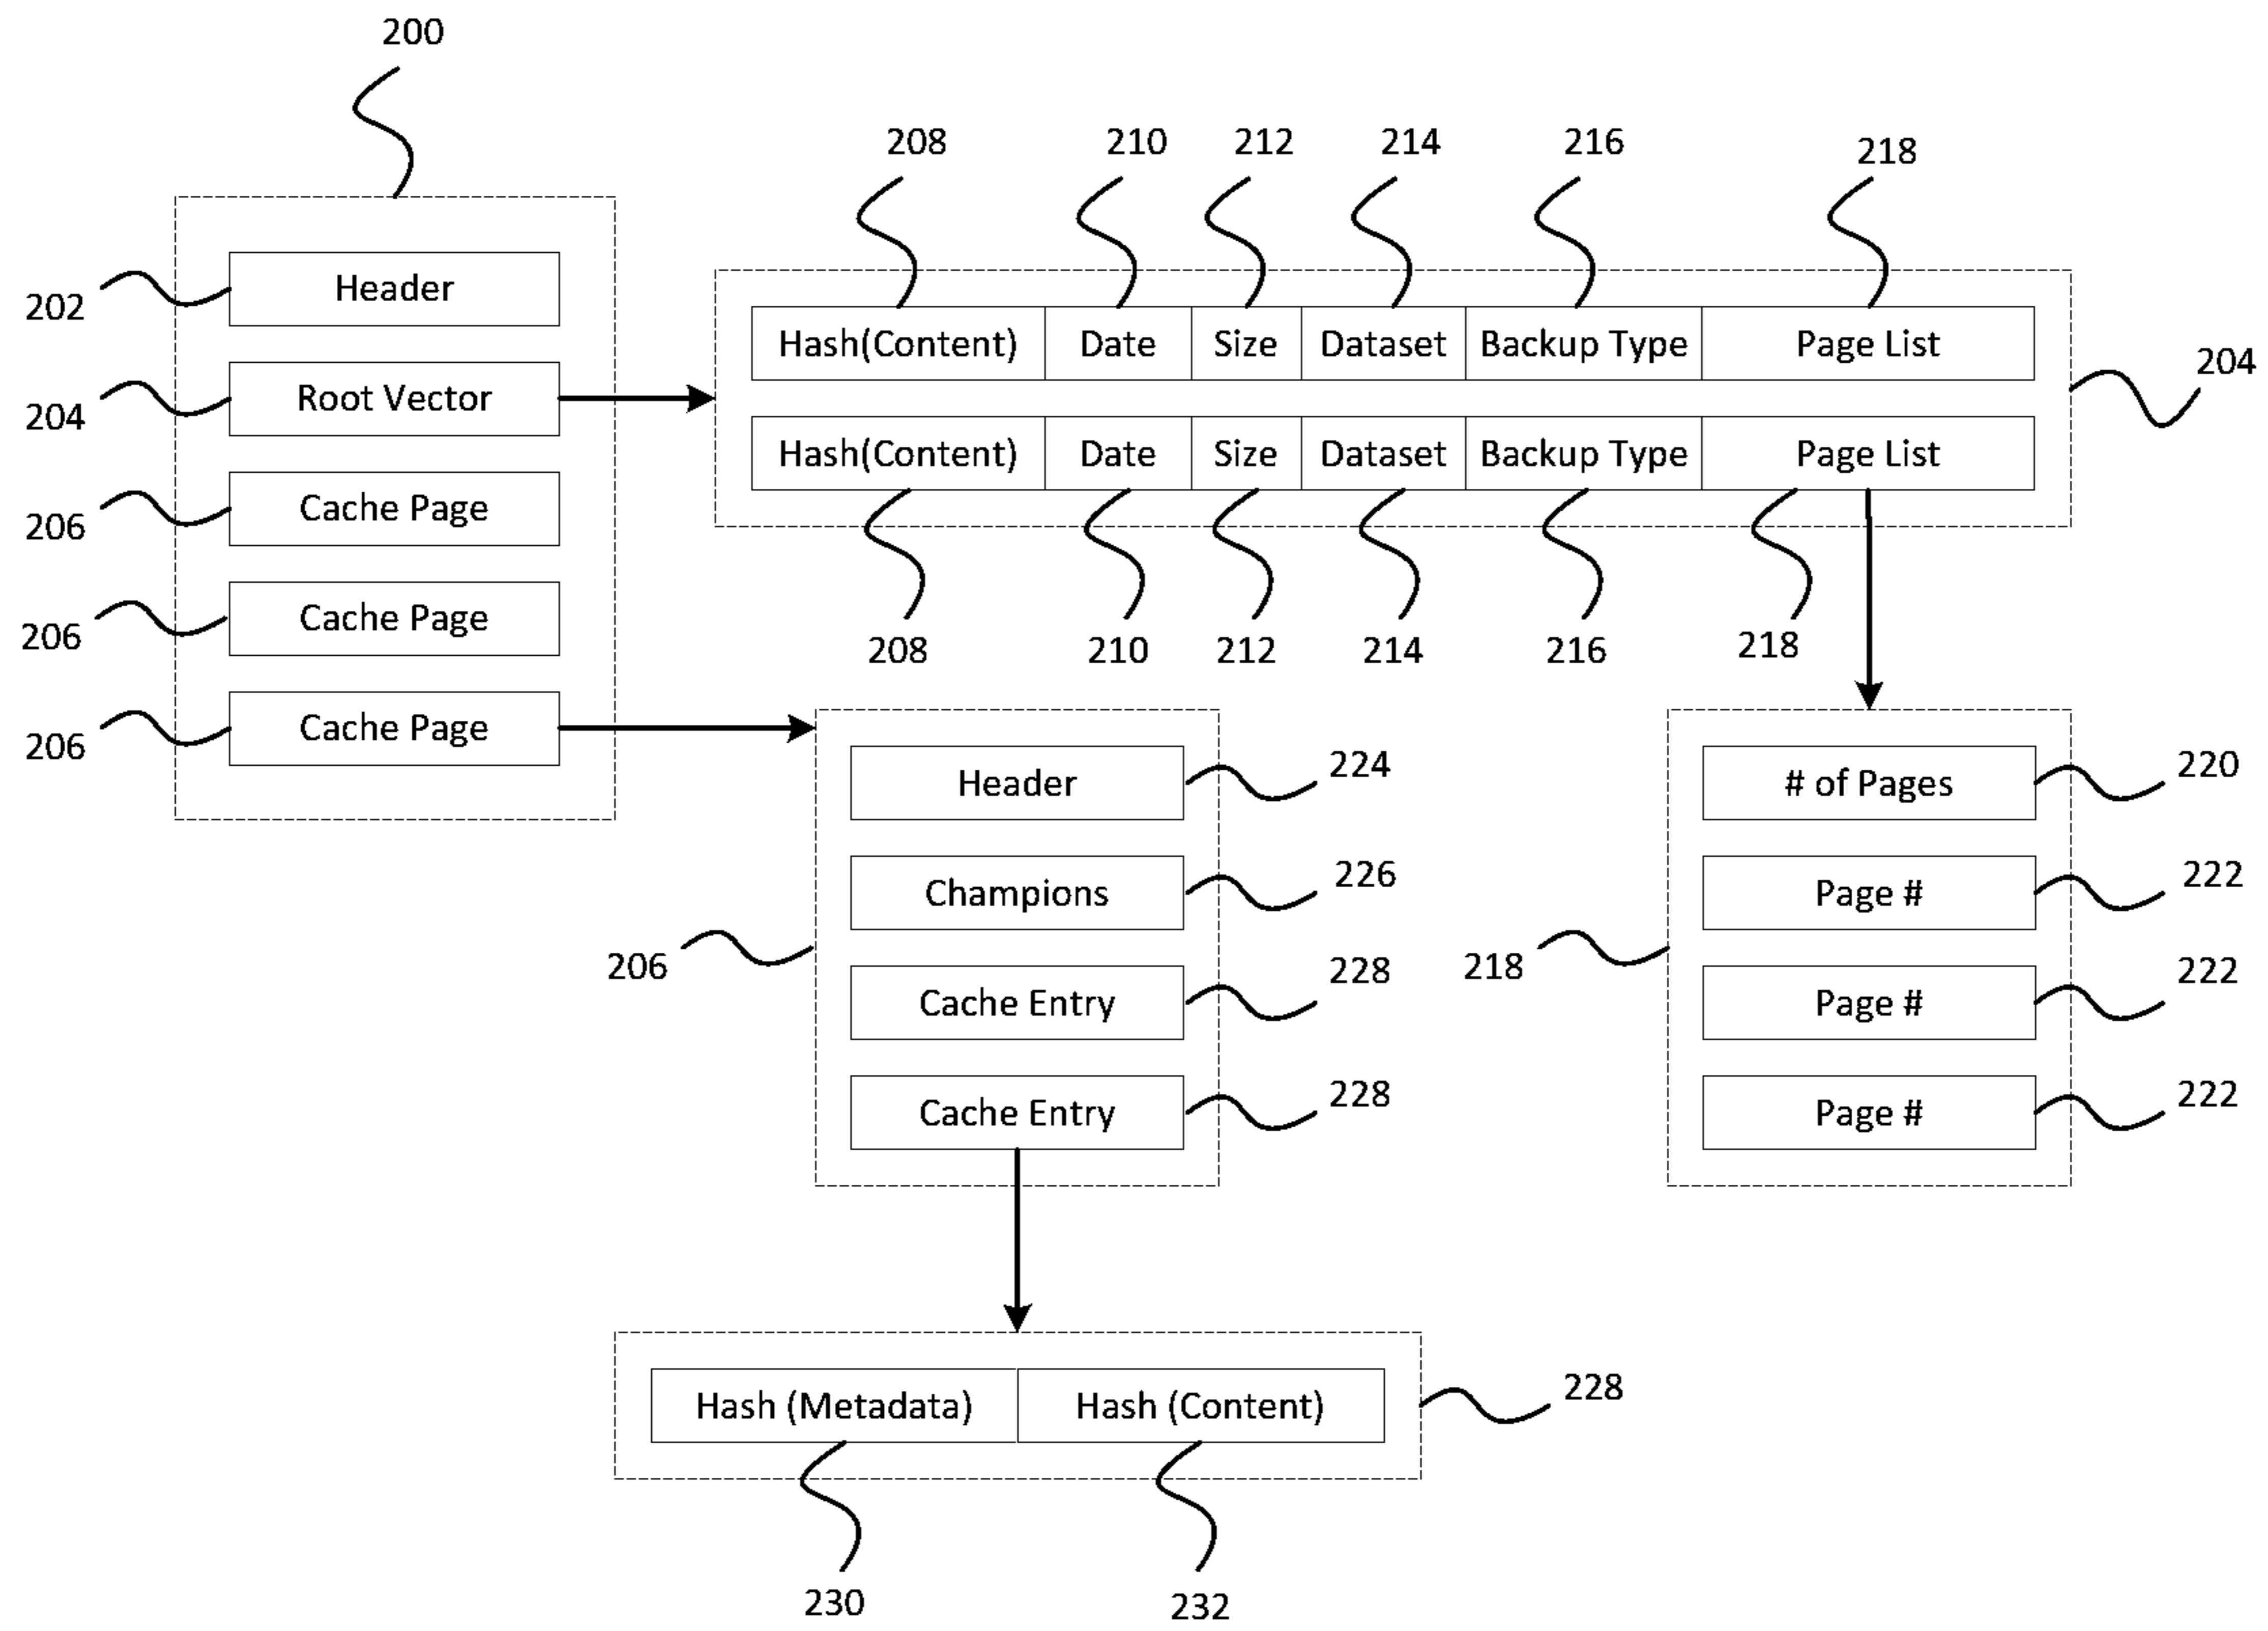 200
202
Header
204
Root Vector
206
Cache Page
206
Cache Page
206
Cache Page
208 210 212 214 216 218
Hash(Content) Date Size Dataset Backup Type Page List
204
Hash(Content) Date Size Dataset Backup Type Page List
208 210 212 214 216 218
206
Header 224
Champions 226
Cache Entry 228
Cache Entry 228
218
# of Pages 220
Page # 222
Page # 222
Page # 222
Hash (Metadata) Hash (Content) 228
230 232